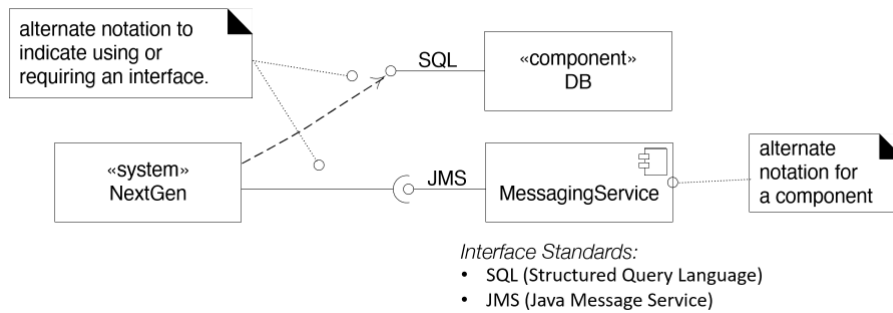 alternate notation to
indicate using or
requiring an interface.
SQL
«component»
DB
«system»
NextGen
JMS
MessagingService
alternate
notation for
a component
Interface Standards:
• SQL (Structured Query Language)
• JMS (Java Message Service)